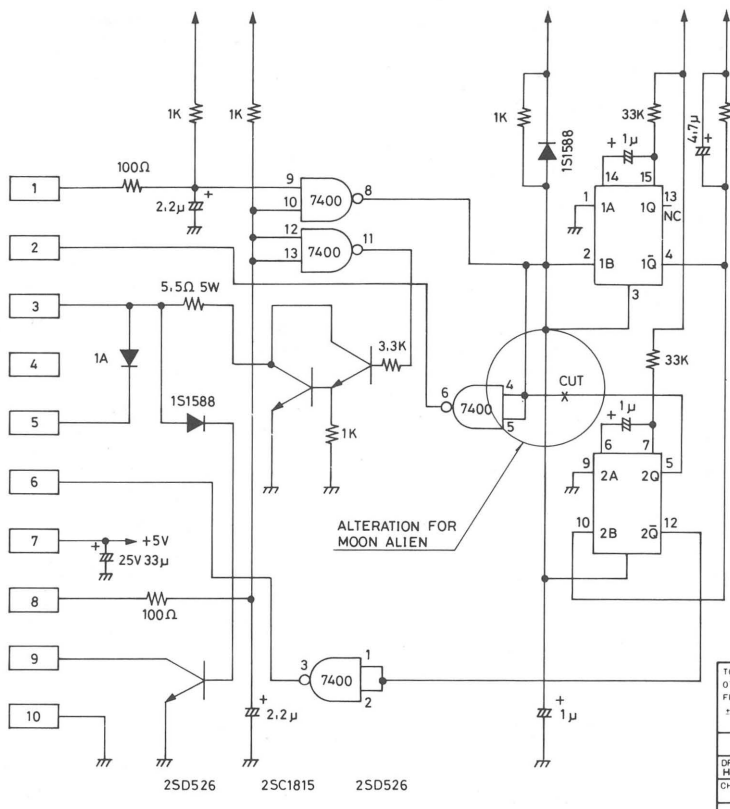 1K
1K
1K
1S1588
33K
1μ
4.7μ
100Ω
1
2.2μ
9
10
7400
8
14
15
1
1A
1Q
13
NC
2
12
13
7400
11
2
1B
1Q̄
4
3
5.5Ω 5W
3
3.3K
33K
4
1A
1S1588
CUT
X
6
7400
4
5
1μ
5
1K
6
7
9
2A
2Q
5
6
ALTERATION FOR
MOON ALIEN
10
2B
2Q̄
12
7
+5V
25V 33μ
8
100Ω
9
3
7400
1
2
10
2.2μ
1μ
2SD526
2SC1815
2SD526